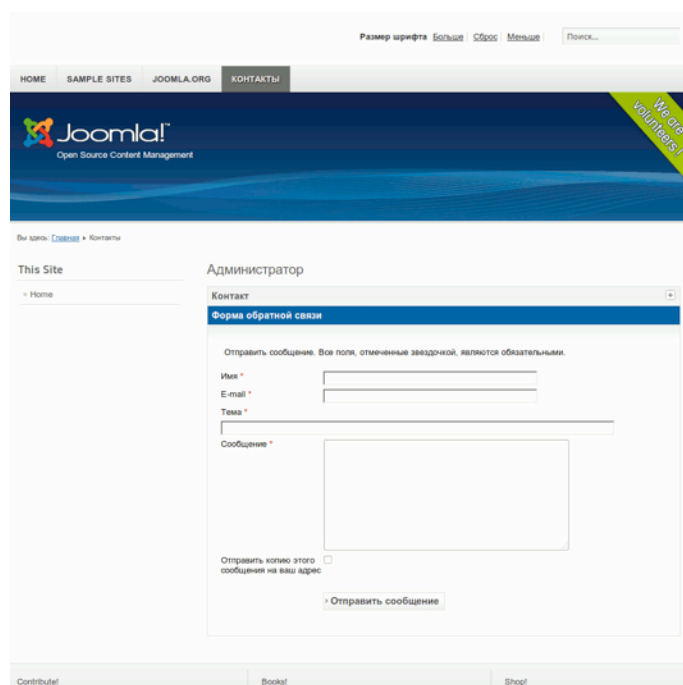 Размер шрифта Больше Сброс Меньше Поиск...
HOME SAMPLE SITES JOOMLA.ORG КОНТАКТЫ
We are volunteers!
Joomla!™
Open Source Content Management
Вы здесь: Главная Контакты
This Site
Home
Администратор
Контакт
Форма обратной связи
Отправить сообщение. Все поля, отмеченные звездочкой, являются обязательными.
Имя *
E-mail *
Тема *
Сообщение *
Отправить копию этого
сообщения на ваш адрес
Отправить сообщение
Contribute! Books! Shop!